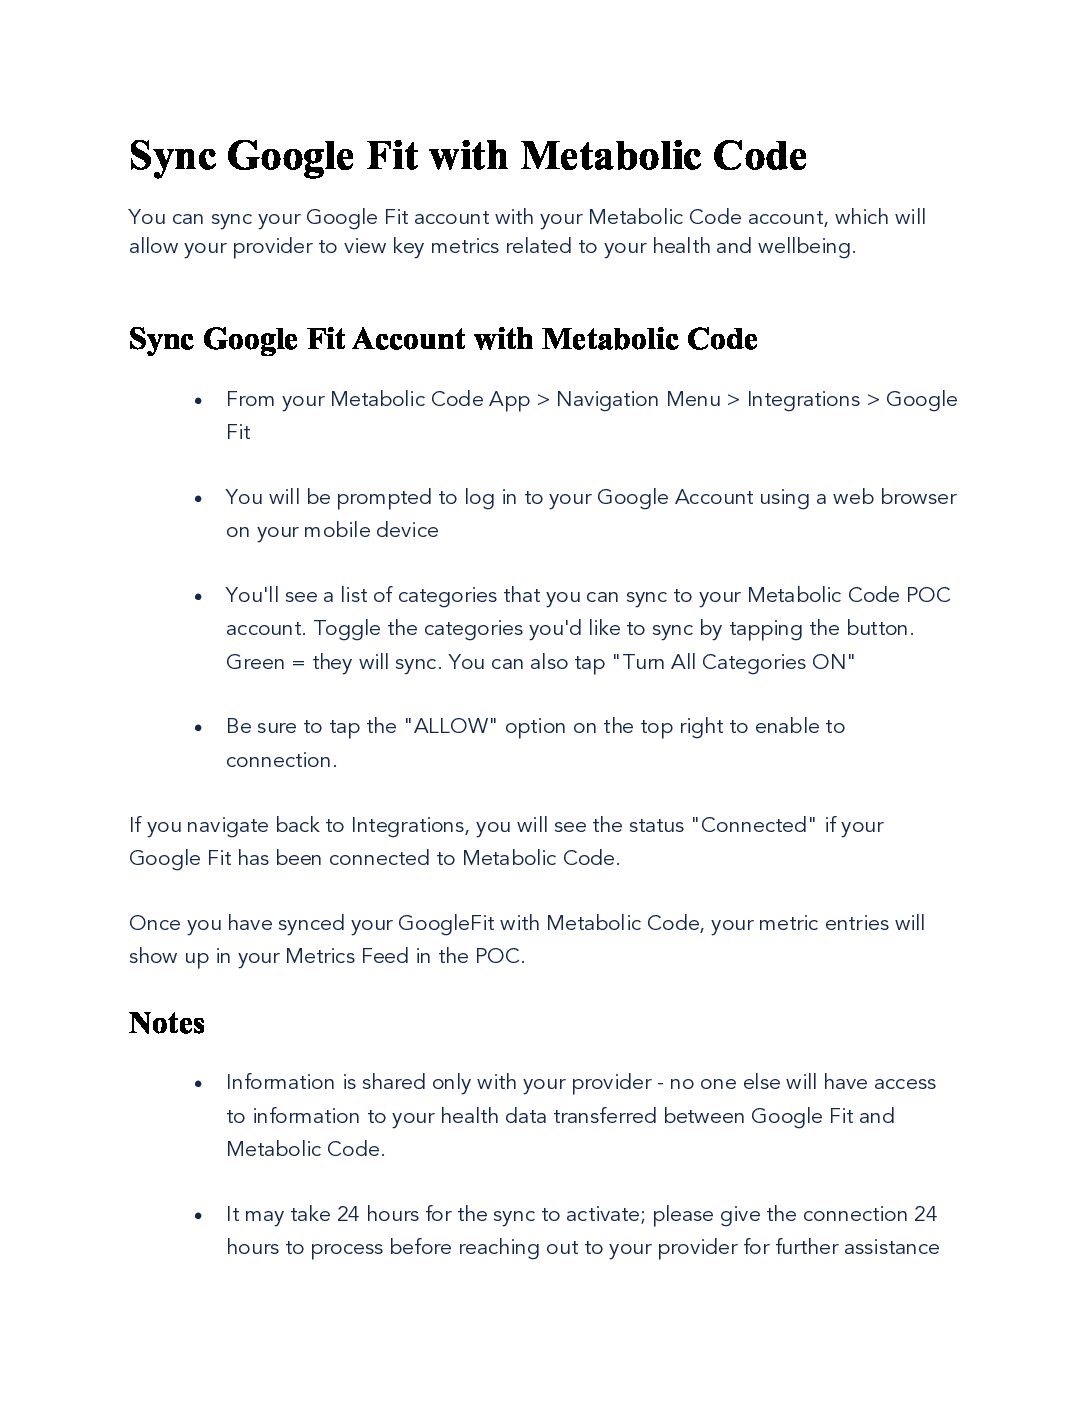 Sync Google Fit with Metabolic Code
You can sync your Google Fit account with your Metabolic Code account, which will
allow your provider to view key metrics related to your health and wellbeing.
Sync Google Fit Account with Metabolic Code
• From your Metabolic Code App > Navigation Menu > Integrations > Google
Fit
• You will be prompted to log in to your Google Account using a web browser
on your mobile device
• You'll see a list of categories that you can sync to your Metabolic Code POC
account. Toggle the categories you'd like to sync by tapping the button.
Green = they will sync. You can also tap "Turn All Categories ON"
• Be sure to tap the "ALLOW" option on the top right to enable to
connection.
If you navigate back to Integrations, you will see the status "Connected" if your
Google Fit has been connected to Metabolic Code.
Once you have synced your GoogleFit with Metabolic Code, your metric entries will
show up in your Metrics Feed in the POC.
Notes
• Information is shared only with your provider - no one else will have access
to information to your health data transferred between Google Fit and
Metabolic Code.
• It may take 24 hours for the sync to activate; please give the connection 24
hours to process before reaching out to your provider for further assistance